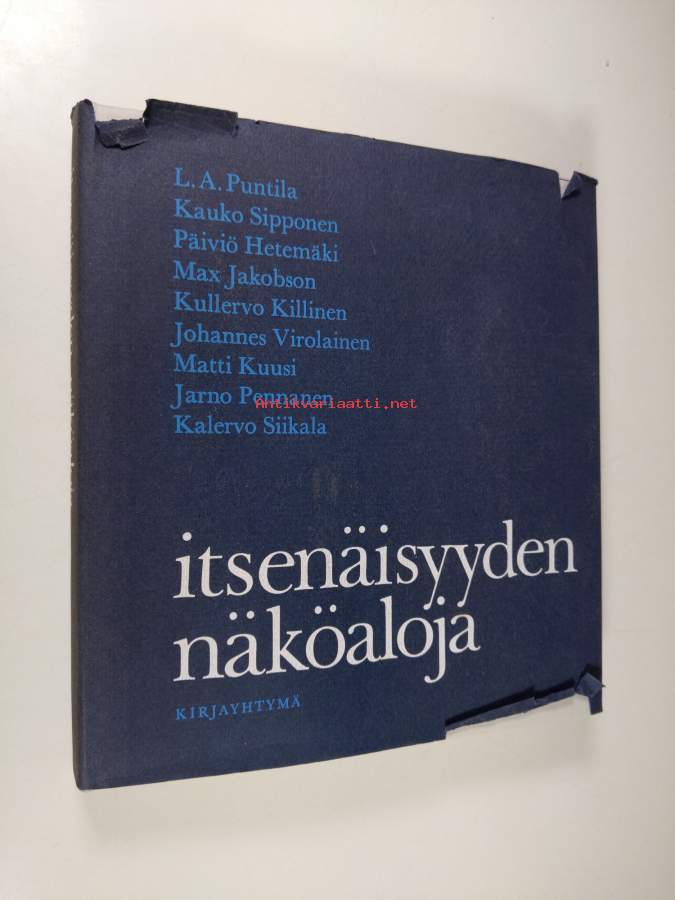 L. A. Puntila
Kauko Sipponen
Päiviö Hetemäki
Max Jakobson
Kullervo Killinen
Johannes Virolainen
Matti Kuusi
Jarno Pennanen
Antikvariaatti.net
Kalervo Siikala
itsenäisyyden
näköaloja
KIRJAYHTYMÄ